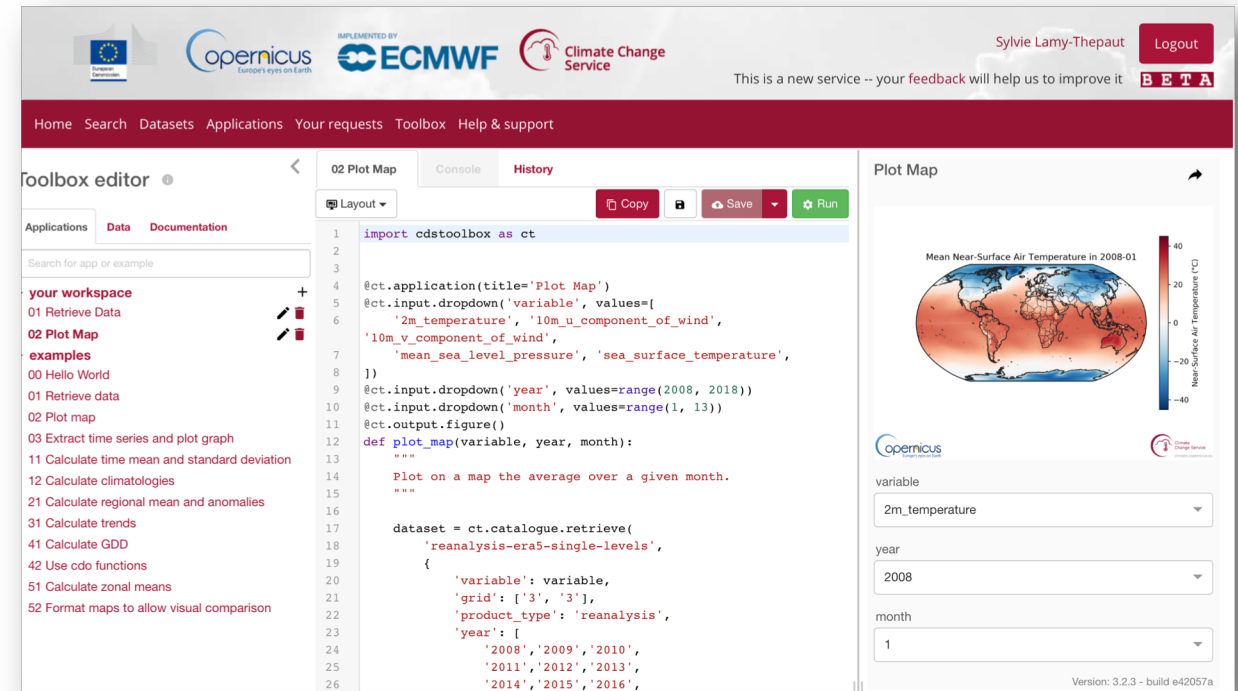 European
Commission
opernicus
Europe's eyes on Earth
IMPLEMENTED BY
ECMWF
Climate Change
Service
Sylvie Lamy-Thepaut
Logout
This is a new service -- your feedback will help us to improve it
BETA
Home Search Datasets Applications Your requests Toolbox Help & support
Toolbox editor
Applications Data Documentation
Search for app or example
your workspace
+
01 Retrieve Data
02 Plot Map
examples
00 Hello World
01 Retrieve data
02 Plot map
03 Extract time series and plot graph
11 Calculate time mean and standard deviation
12 Calculate climatologies
21 Calculate regional mean and anomalies
31 Calculate trends
41 Calculate GDD
42 Use cdo functions
51 Calculate zonal means
52 Format maps to allow visual comparison
02 Plot Map Console History
Layout Copy Save Run
1 import cdstoolbox as ct
2
3
4 @ct.application(title='Plot Map')
5 @ct.input.dropdown('variable', values=[
6 '2m_temperature', '10m_u_component_of_wind',
'10m_v_component_of_wind',
7 'mean_sea_level_pressure', 'sea_surface_temperature',
8 ])
9 @ct.input.dropdown('year', values=range(2008, 2018))
10 @ct.input.dropdown('month', values=range(1, 13))
11 @ct.output.figure()
12 def plot_map(variable, year, month):
13 """
14 Plot on a map the average over a given month.
15 """
16
17 dataset = ct.catalogue.retrieve(
18 'reanalysis-era5-single-levels',
19 {
20 'variable': variable,
21 'grid': ['3', '3'],
22 'product_type': 'reanalysis',
23 'year': [
24 '2008','2009','2010',
25 '2011','2012','2013',
26 '2014','2015','2016',
Plot Map
Mean Near-Surface Air Temperature in 2008-01
40
20
0
−20
−40
Near-Surface Air Temperature (°C)
opernicus
Europe's eyes on Earth
Climate
Change Service
variable
2m_temperature
year
2008
month
1
Version: 3.2.3 - build e42057a